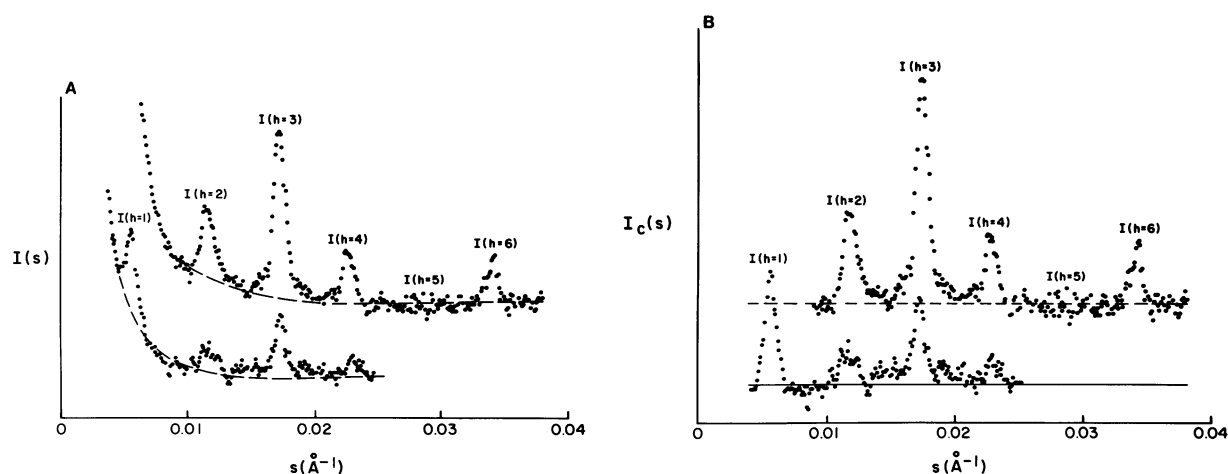 A
I(s)
I(h=1)
I(h=2)
I(h=3)
I(h=4)
I(h=5)
I(h=6)
0
0.01
0.02
0.03
0.04
s(Å⁻¹)
B
I_C(s)
I(h=1)
I(h=2)
I(h=3)
I(h=4)
I(h=5)
I(h=6)
0
0.01
0.02
0.03
0.04
s(Å⁻¹)